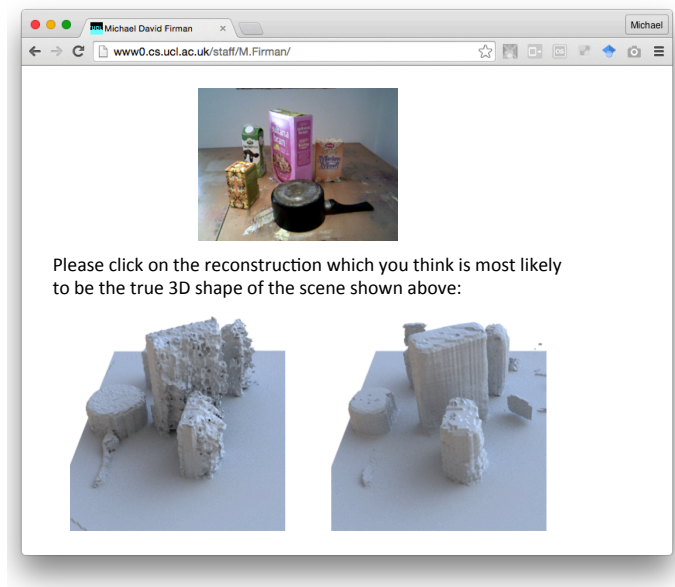 Michael David Firman
Michael
www0.cs.ucl.ac.uk/staff/M.Firman/
Please click on the reconstruction which you think is most likely
to be the true 3D shape of the scene shown above: